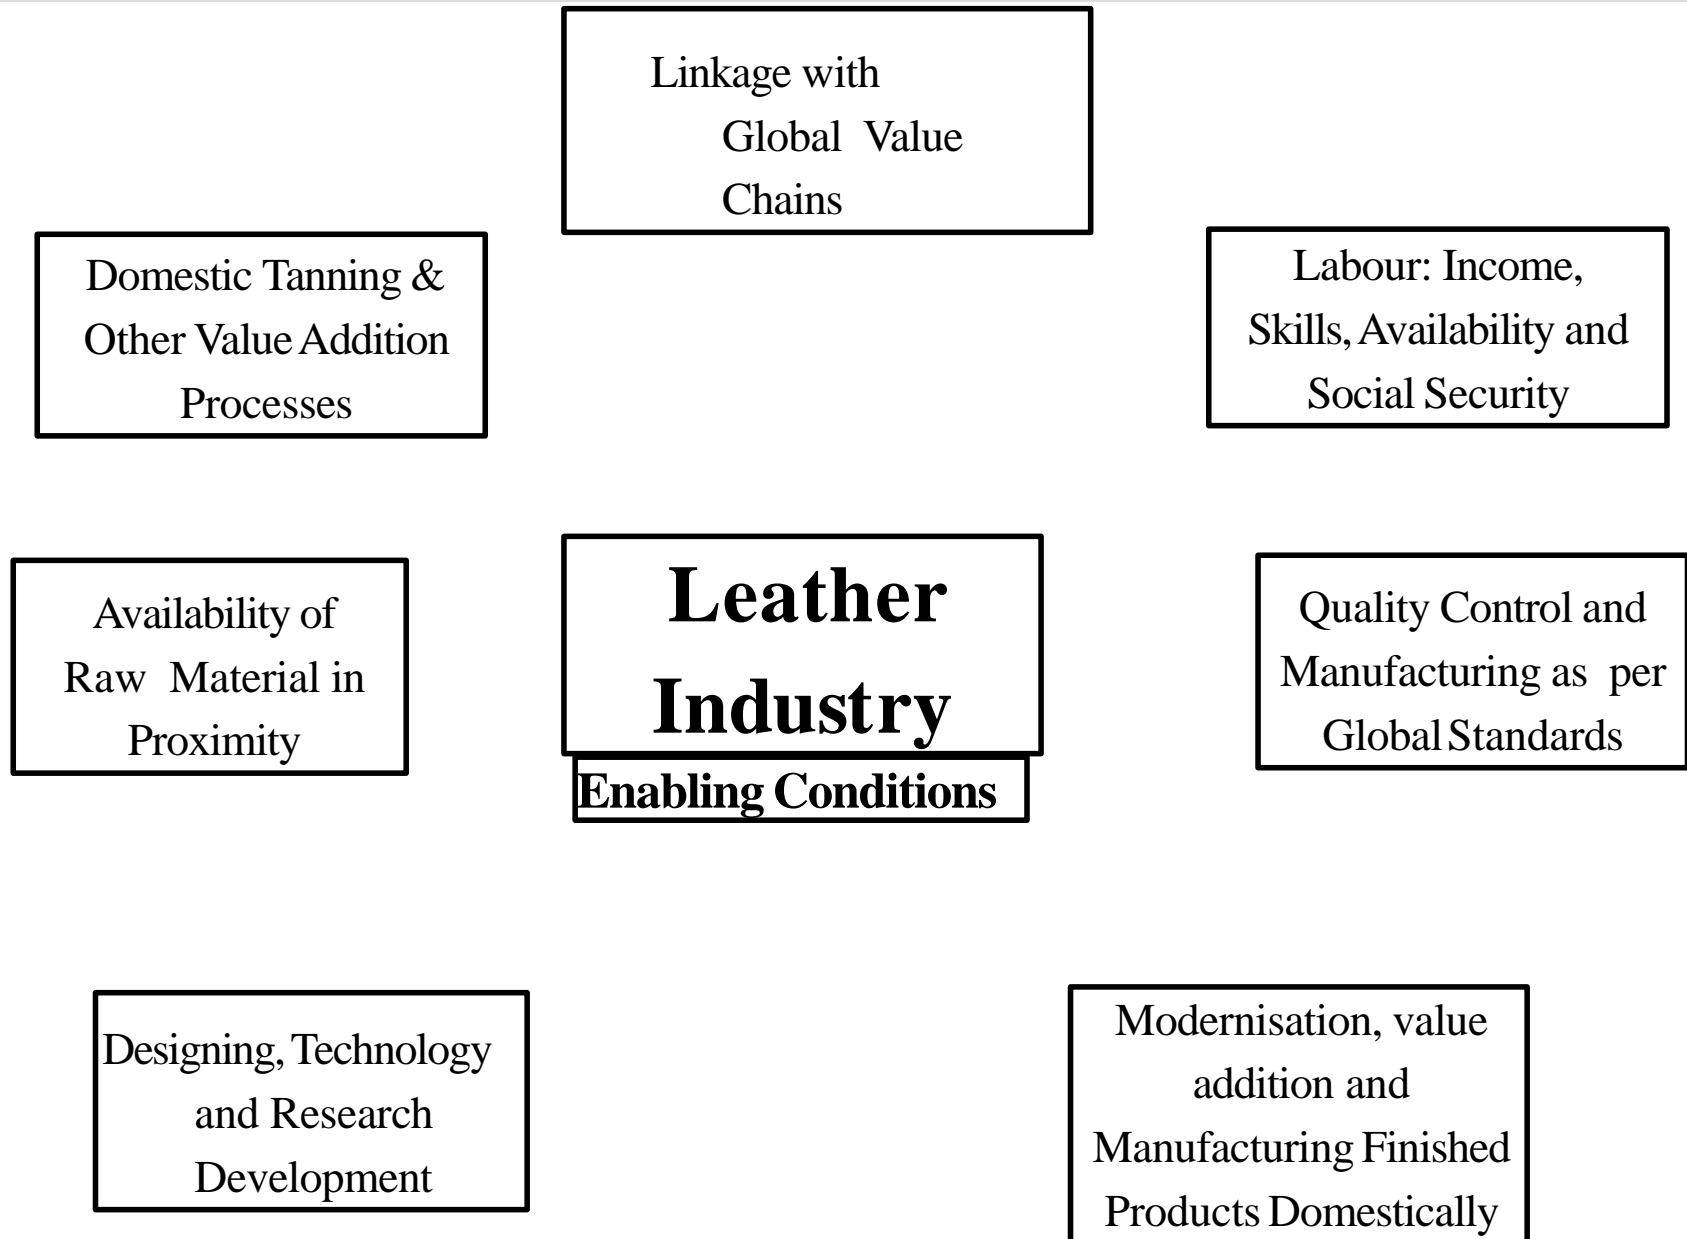 Linkage with
Global Value
Chains
Domestic Tanning &
Other Value Addition
Processes
Labour: Income,
Skills, Availability and
Social Security
Availability of
Raw Material in
Proximity
Leather
Industry
Enabling Conditions
Quality Control and
Manufacturing as per
Global Standards
Designing, Technology
and Research
Development
Modernisation, value
addition and
Manufacturing Finished
Products Domestically